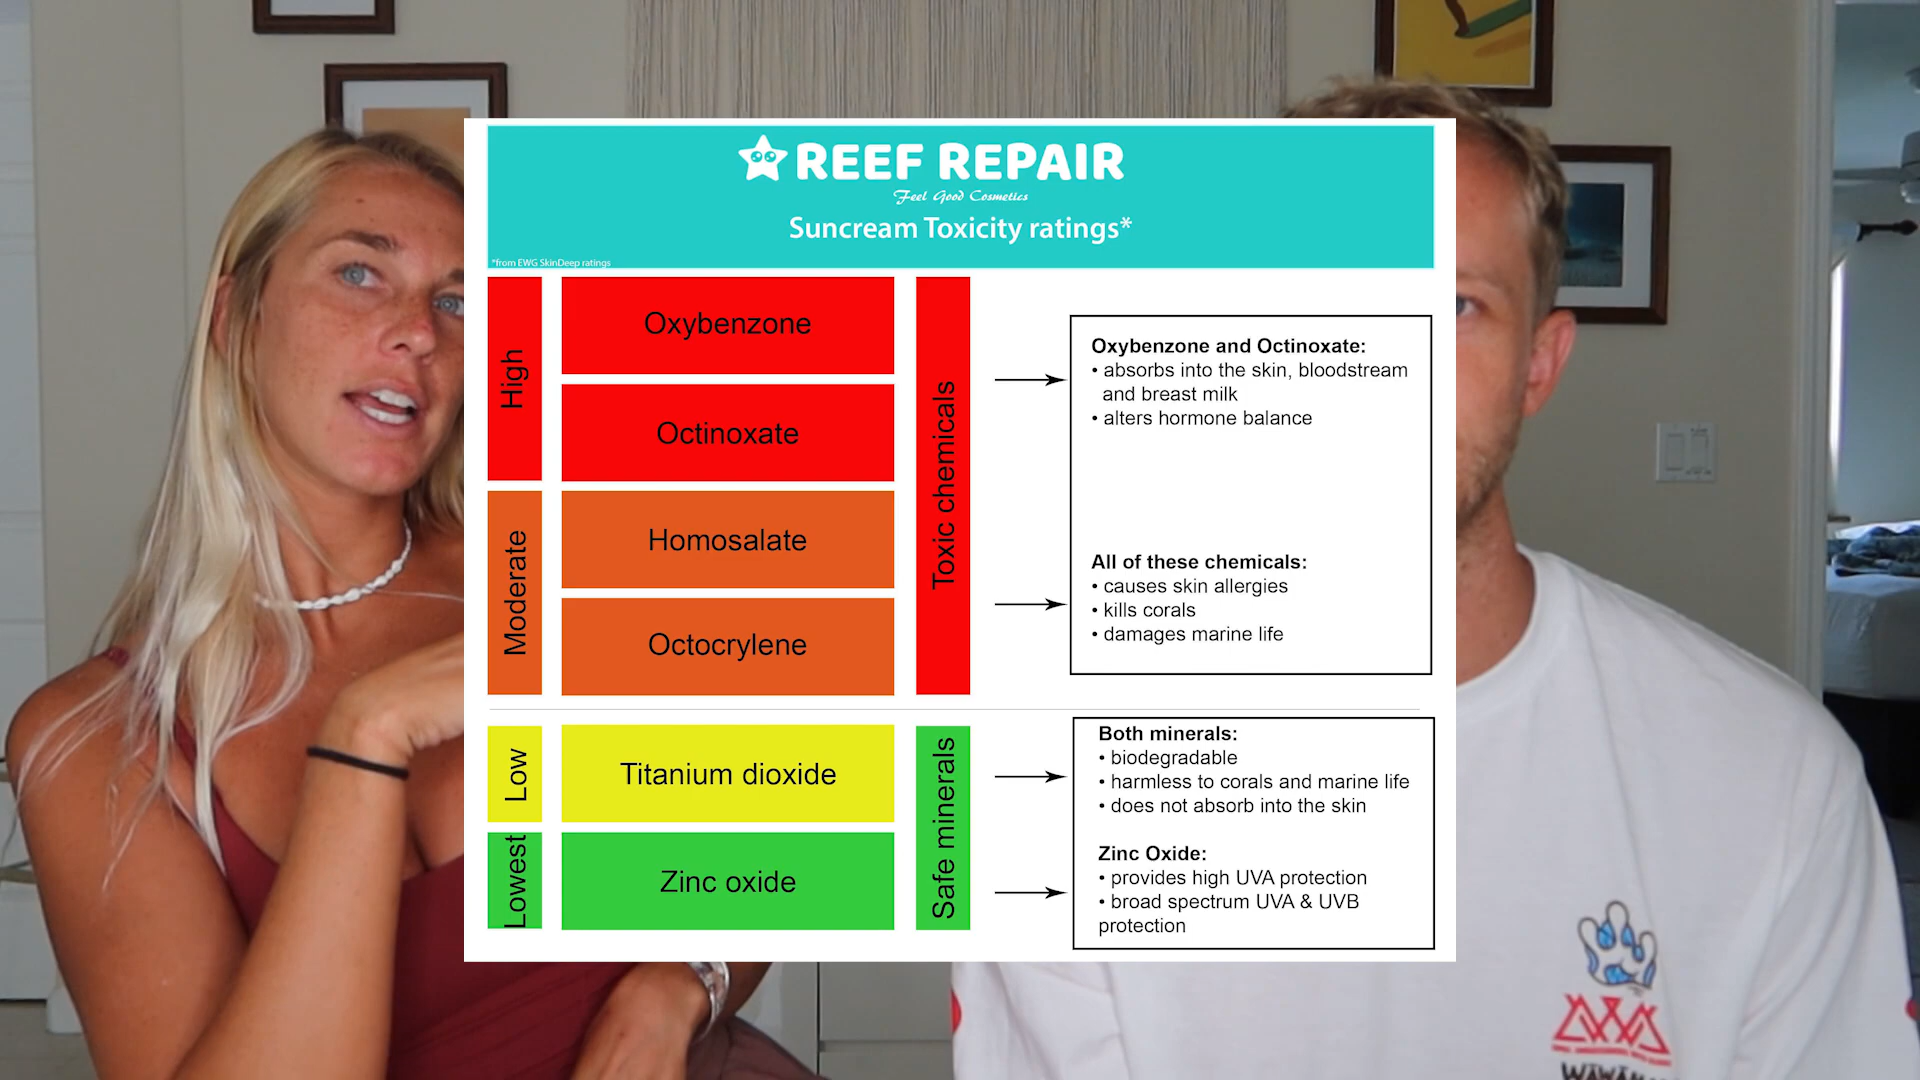 REEF REPAIR
Feel Good Cosmetics
Suncream Toxicity ratings*
*from EWG SkinDeep ratings
High
Oxybenzone
Octinoxate
Moderate
Homosalate
Octocrylene
Toxic chemicals
Oxybenzone and Octinoxate:
• absorbs into the skin, bloodstream
and breast milk
• alters hormone balance
All of these chemicals:
• causes skin allergies
• kills corals
• damages marine life
Low
Titanium dioxide
Lowest
Zinc oxide
Safe minerals
Both minerals:
• biodegradable
• harmless to corals and marine life
• does not absorb into the skin
Zinc Oxide:
• provides high UVA protection
• broad spectrum UVA & UVB
protection